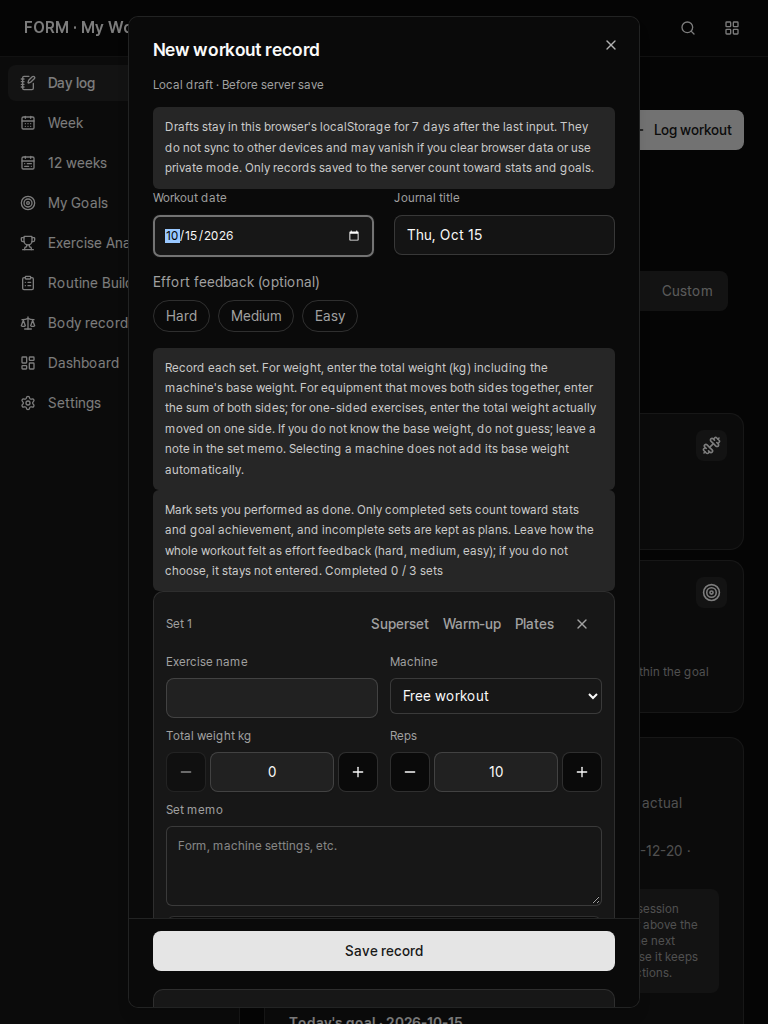 FORM · My Wo
New workout record
Local draft · Before server save
Day log
Week
12 weeks
My Goals
Exercise Ana
Routine Build
Body record
Dashboard
Settings
Drafts stay in this browser's localStorage for 7 days after the last input. They
do not sync to other devices and may vanish if you clear browser data or use
private mode. Only records saved to the server count toward stats and goals.
Log workout
Workout date
Journal title
10/15/2026
Thu, Oct 15
Custom
Effort feedback (optional)
Hard
Medium
Easy
Record each set. For weight, enter the total weight (kg) including the
machine's base weight. For equipment that moves both sides together, enter
the sum of both sides; for one-sided exercises, enter the total weight actually
moved on one side. If you do not know the base weight, do not guess; leave a
note in the set memo. Selecting a machine does not add its base weight
automatically.
Mark sets you performed as done. Only completed sets count toward stats
and goal achievement, and incomplete sets are kept as plans. Leave how the
whole workout felt as effort feedback (hard, medium, easy); if you do not
choose, it stays not entered. Completed 0 / 3 sets
Set 1
Superset
Warm-up
Plates
Exercise name
Machine
Free workout
Total weight kg
Reps
0
10
Set memo
Form, machine settings, etc.
thin the goal
actual
-12-20 ·
session
above the
e next
se it keeps
ctions.
Save record
Today's goal · 2026-10-15